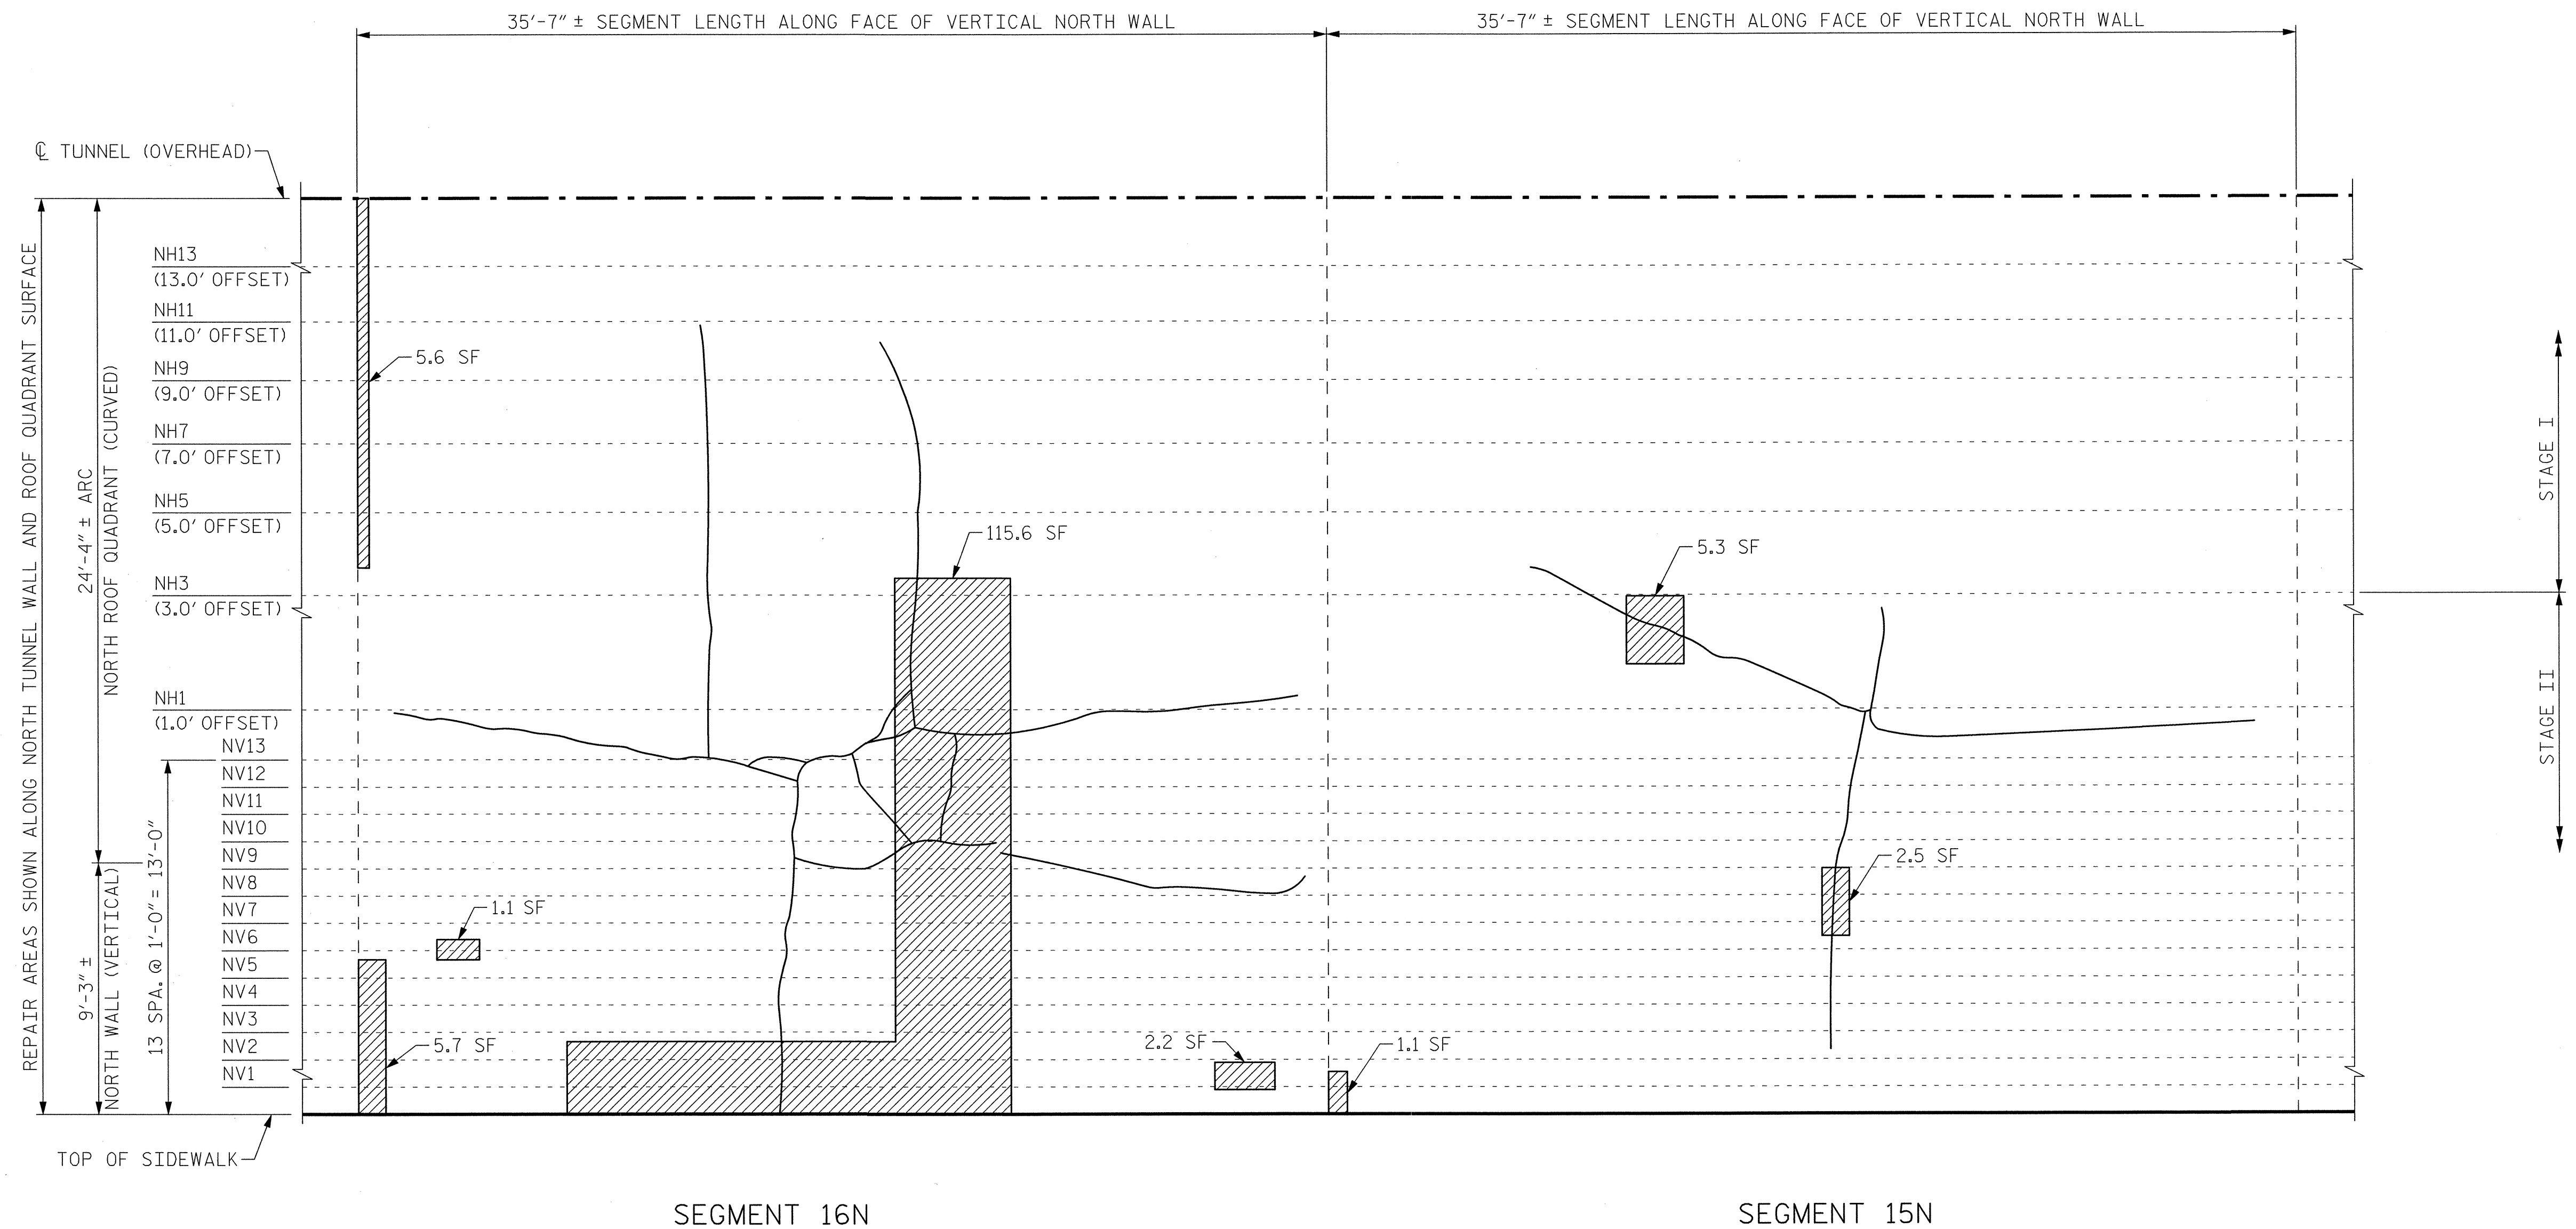 35'-7" ± SEGMENT LENGTH ALONG FACE OF VERTICAL NORTH WALL
35'-7" ± SEGMENT LENGTH ALONG FACE OF VERTICAL NORTH WALL
℄ TUNNEL (OVERHEAD)
REPAIR AREAS SHOWN ALONG NORTH TUNNEL WALL AND ROOF QUADRANT SURFACE
24'-4" ± ARC
NORTH ROOF QUADRANT (CURVED)
9'-3" ±
NORTH WALL (VERTICAL)
13 SPA. @ 1'-0" = 13'-0"
NH13
(13.0' OFFSET)
NH11
(11.0' OFFSET)
NH9
(9.0' OFFSET)
NH7
(7.0' OFFSET)
NH5
(5.0' OFFSET)
NH3
(3.0' OFFSET)
NH1
(1.0' OFFSET)
NV13
NV12
NV11
NV10
NV9
NV8
NV7
NV6
NV5
NV4
NV3
NV2
NV1
5.6 SF
115.6 SF
1.1 SF
5.7 SF
2.2 SF
1.1 SF
5.3 SF
2.5 SF
STAGE I
STAGE II
TOP OF SIDEWALK
SEGMENT 16N
SEGMENT 15N